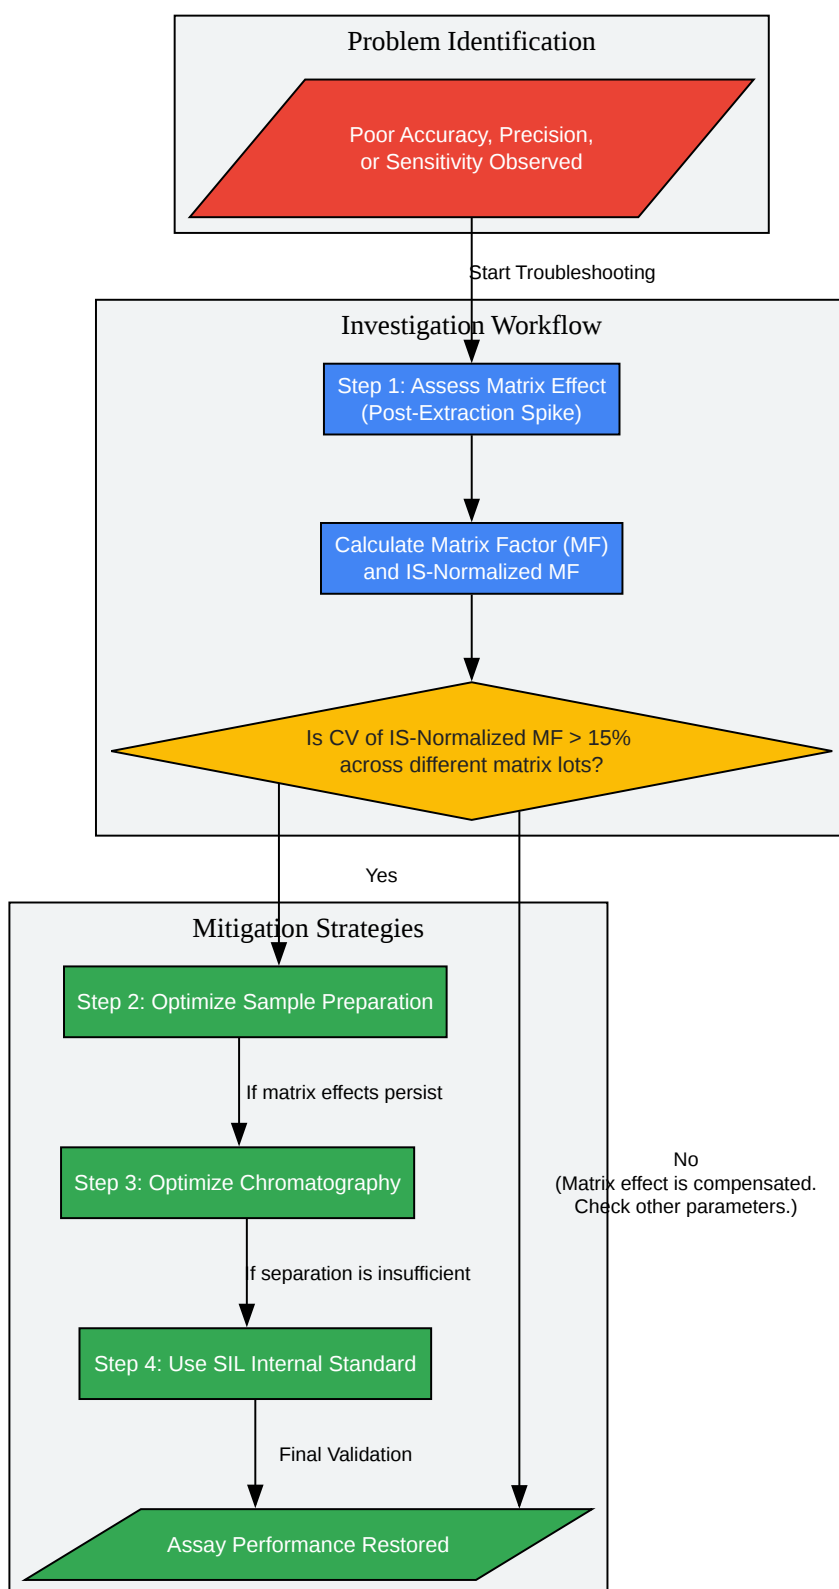 Problem Identification
Poor Accuracy, Precision,
or Sensitivity Observed
Start Troubleshooting
Investigation Workflow
Step 1: Assess Matrix Effect
(Post-Extraction Spike)
Calculate Matrix Factor (MF)
and IS-Normalized MF
Is CV of IS-Normalized MF > 15%
across different matrix lots?
Yes
Mitigation Strategies
Step 2: Optimize Sample Preparation
If matrix effects persist
Step 3: Optimize Chromatography
No
(Matrix effect is compensated.
Check other parameters.)
If separation is insufficient
Step 4: Use SIL Internal Standard
Final Validation
Assay Performance Restored